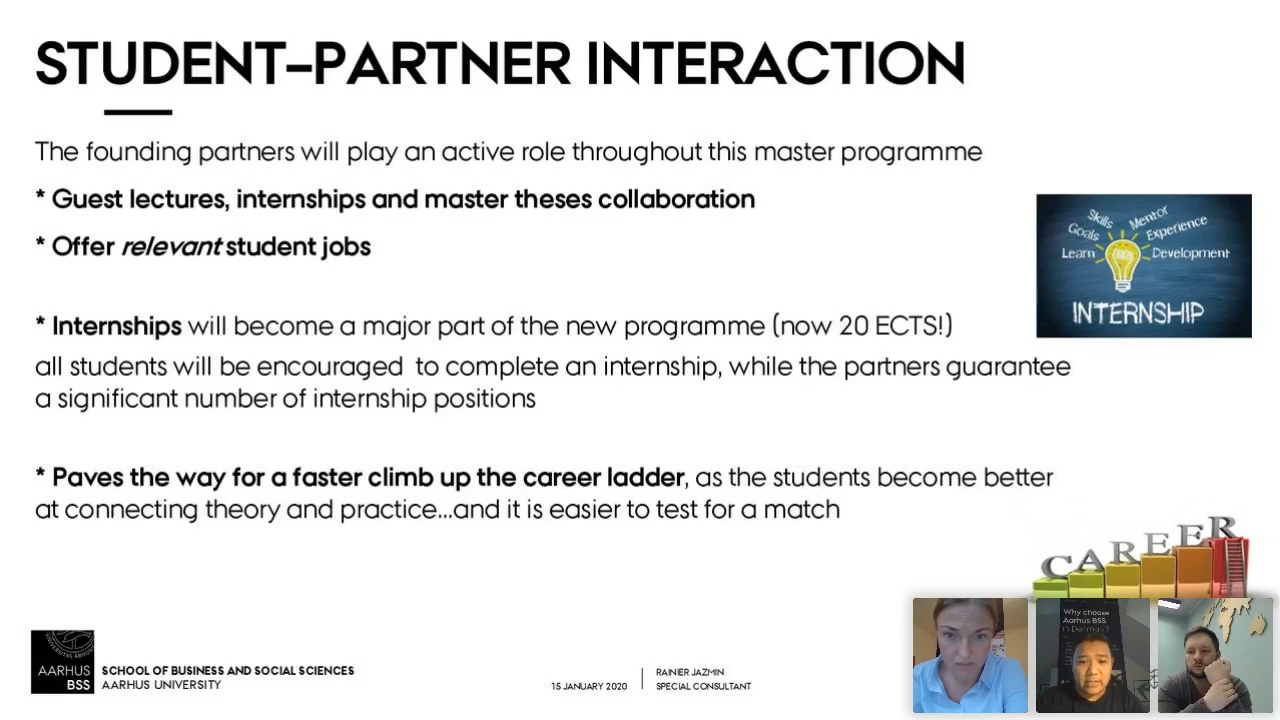 STUDENT–PARTNER INTERACTION
The founding partners will play an active role throughout this master programme
* Guest lectures, internships and master theses collaboration
* Offer relevant student jobs
Skills
Mentor
Goals
Experience
Learn
Development
INTERNSHIP
* Internships will become a major part of the new programme (now 20 ECTS!)
all students will be encouraged to complete an internship, while the partners guarantee
a significant number of internship positions
* Paves the way for a faster climb up the career ladder, as the students become better
at connecting theory and practice...and it is easier to test for a match
CAREER
AARHUS
BSS
SCHOOL OF BUSINESS AND SOCIAL SCIENCES
AARHUS UNIVERSITY
15 JANUARY 2020
RAINIER JAZMIN
SPECIAL CONSULTANT
Why choose
Aarhus BSS
in Denmark?